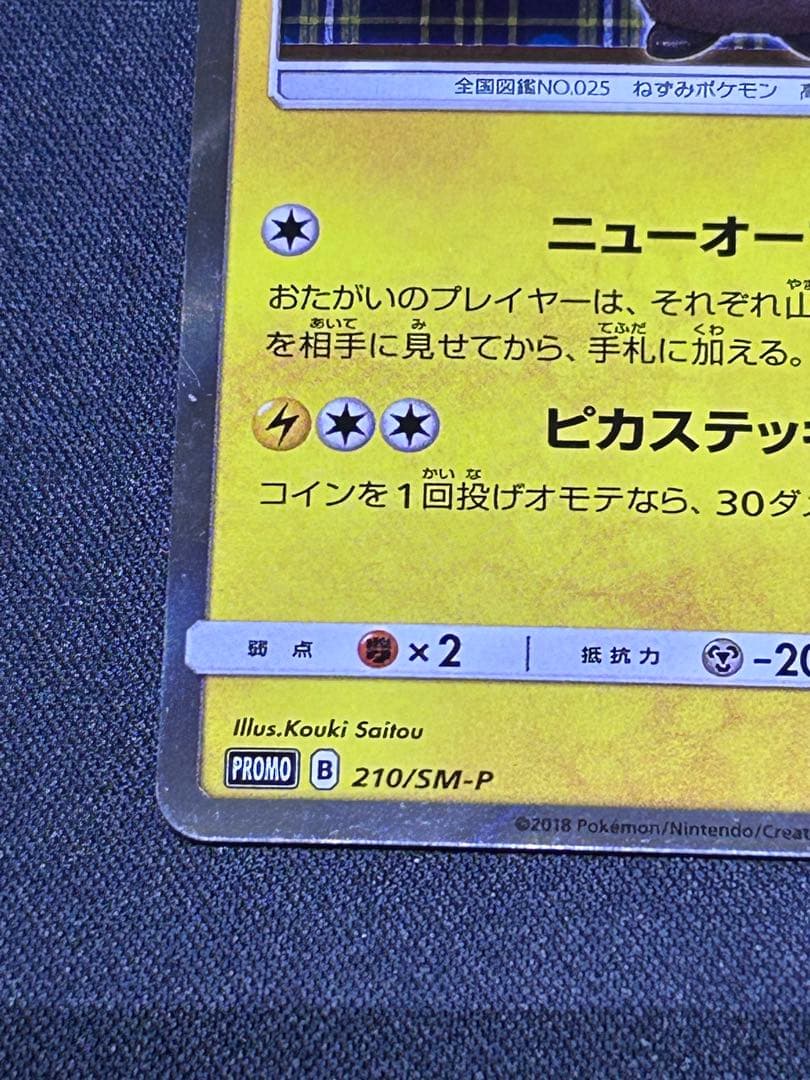 全国図鑑NO.025 ねずみポケモン 高
ニューオー
おたがいのプレイヤーは、それぞれ山
を相手に見せてから、手札に加える。
ピカステッキ
コインを1回投げオモテなら、30ダメ
弱点 ×2 抵抗力 -20
Illus.Kouki Saitou
PROMO B 210/SM-P
©2018 Pokémon/Nintendo/Creat